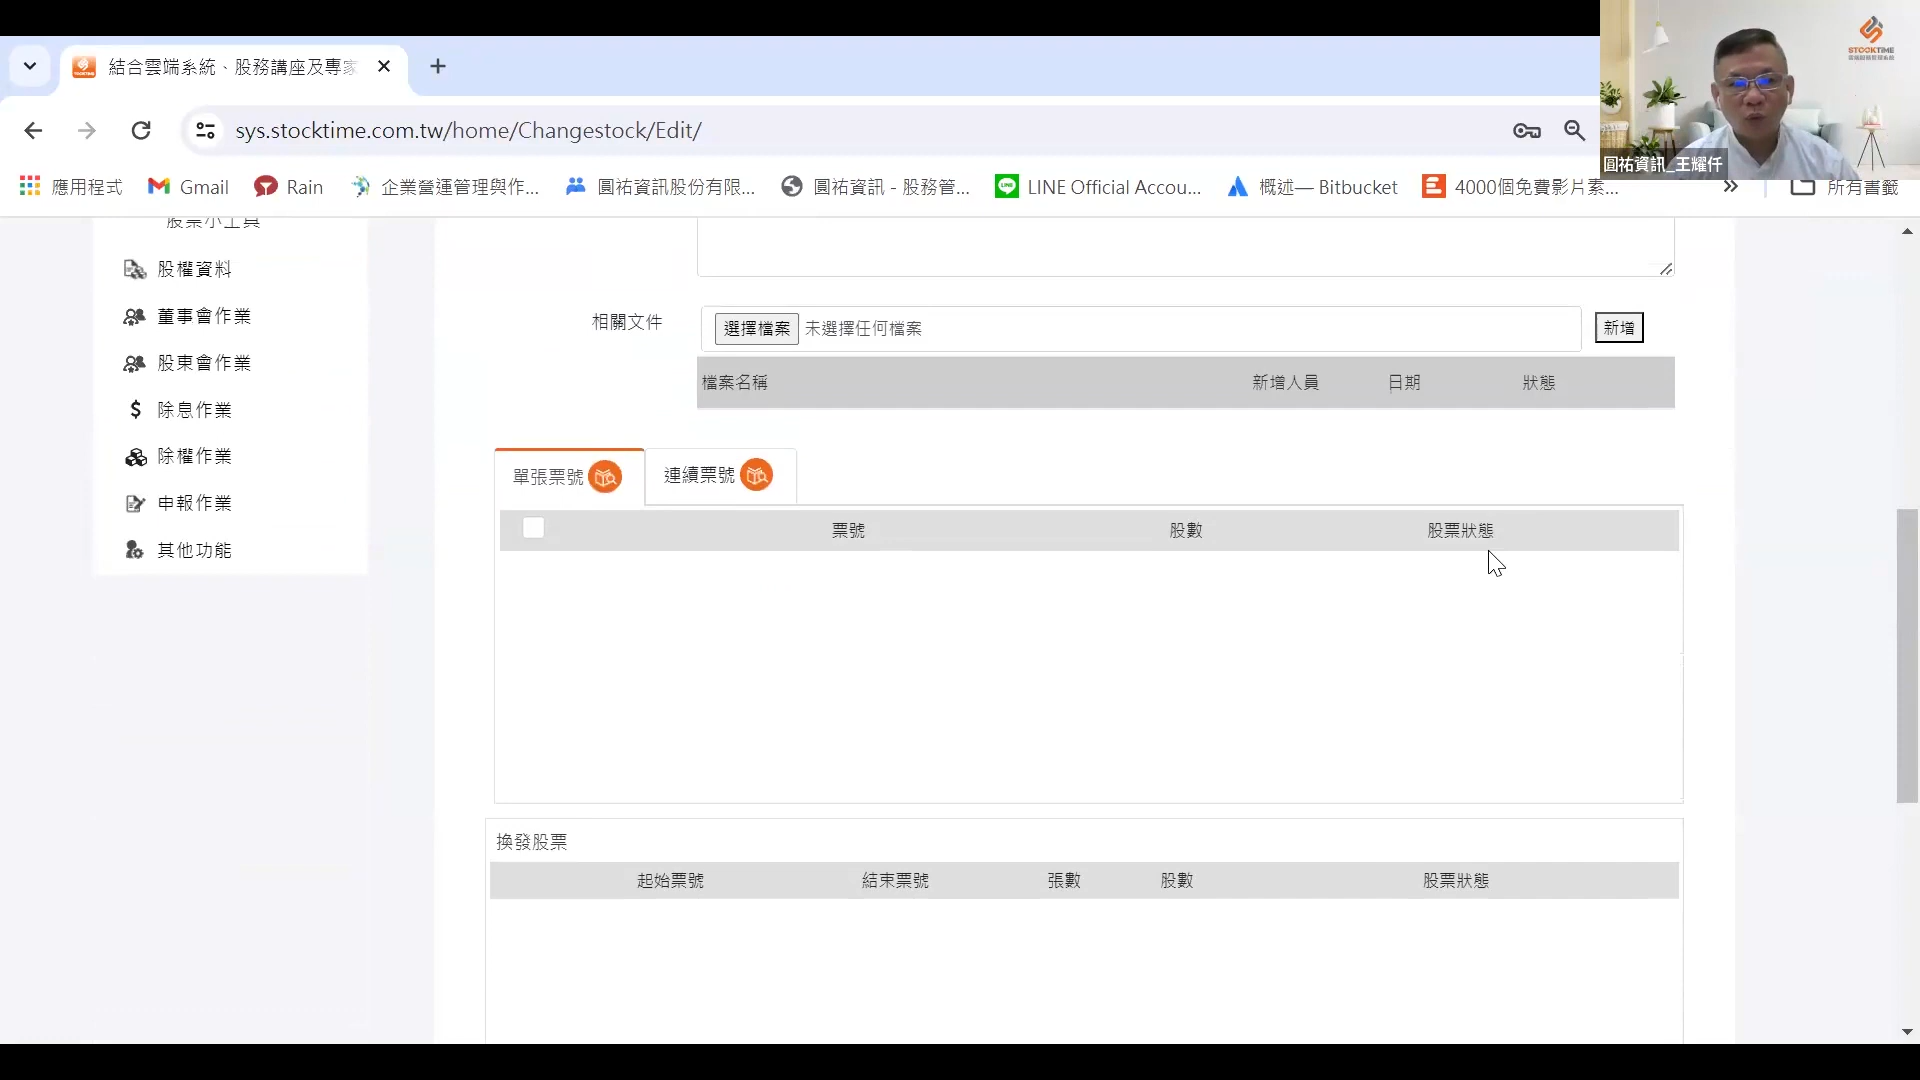 結合雲端系統、股務講座及專家
sys.stocktime.com.tw/home/Changestock/Edit/
STOCKTIME
圓祐資訊_王耀仟
應用程式
Gmail
Rain
企業營運管理與作...
圓祐資訊股份有限...
圓祐資訊 - 股務管...
LINE Official Accou...
概述— Bitbucket
4000個免費影片素...
所有書籤
股票小工具
股權資料
董事會作業
股東會作業
除息作業
除權作業
申報作業
其他功能
相關文件
選擇檔案 未選擇任何檔案
新增
檔案名稱 新增人員 日期 狀態
單張票號
連續票號
票號 股數 股票狀態
換發股票
起始票號 結束票號 張數 股數 股票狀態